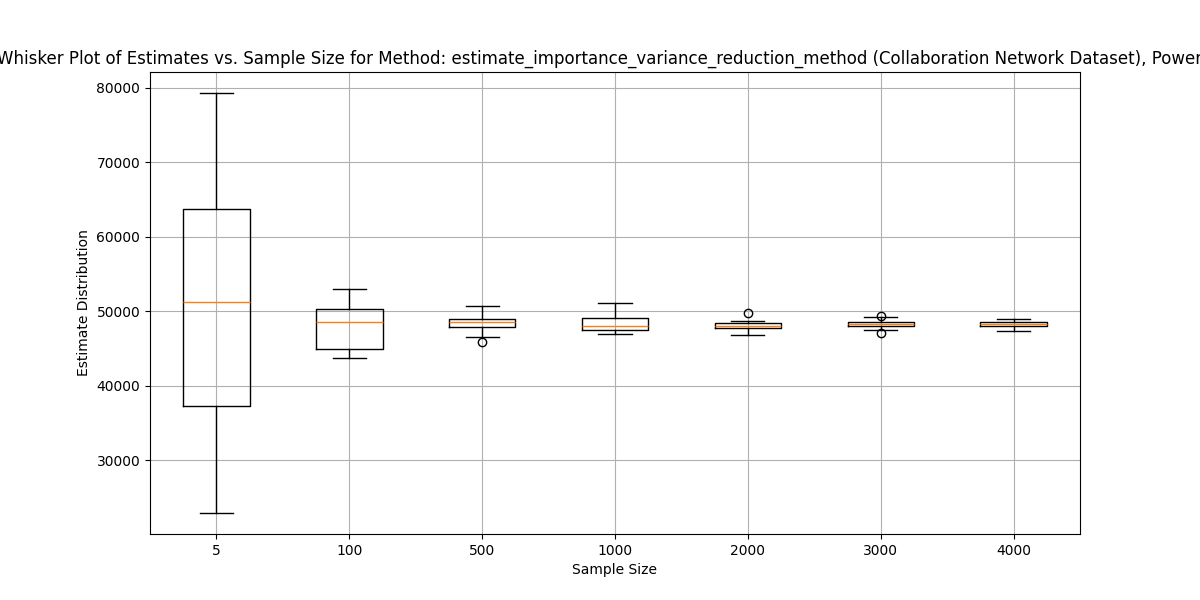 Whisker Plot of Estimates vs. Sample Size for Method: estimate_importance_variance_reduction_method (Collaboration Network Dataset), Power
80000
70000
60000
50000
40000
30000
Estimate Distribution
5 100 500 1000 2000 3000 4000
Sample Size